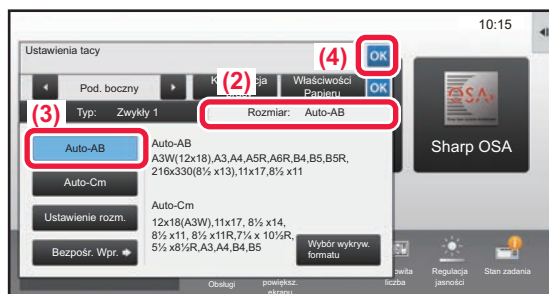 10:15
Ustawienia tacy
(4)
OK
Pod. boczny
(2)
Właściwości
Papieru
OK
(3)
Typ: Zwykły 1
Rozmiar: Auto-AB
Auto-AB
Auto-AB
A3W(12x18),A3,A4,A5R,A6R,B4,B5,B5R,
216x330(8½ x13),11x17,8½ x11
Auto-Cm
Auto-Cm
12x18(A3W),11x17, 8½ x14,
8½ x11, 8½ x11R,7¼ x 10½R,
5½ x8½R,A3,A4,B4,B5
Ustawienie rozm.
Bezpośr. Wpr.
Wybór wykryw.
formatu
OSA
Sharp OSA
Obsługi
powiększ.
ekranu
liczba
Regulacja
jasności
Stan zadania